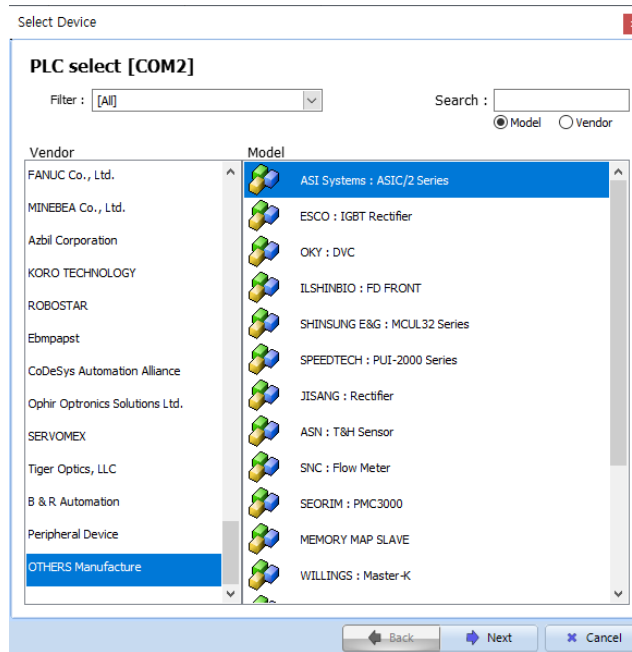 Select Device
PLC select [COM2]
Filter : [All]
Search :
Model Vendor
Vendor
FANUC Co., Ltd.
MINEBEA Co., Ltd.
Azbil Corporation
KORO TECHNOLOGY
ROBOSTAR
Ebmpapst
CoDeSys Automation Alliance
Ophir Optronics Solutions Ltd.
SERVOMEX
Tiger Optics, LLC
B & R Automation
Peripheral Device
OTHERS Manufacture
Model
ASI Systems : ASIC/2 Series
ESCO : IGBT Rectifier
OKY : DVC
ILSHINBIO : FD FRONT
SHINSUNG E&G : MCUL32 Series
SPEEDTECH : PUI-2000 Series
JISANG : Rectifier
ASN : T&H Sensor
SNC : Flow Meter
SEORIM : PMC3000
MEMORY MAP SLAVE
WILLINGS : Master-K
Back
Next
Cancel